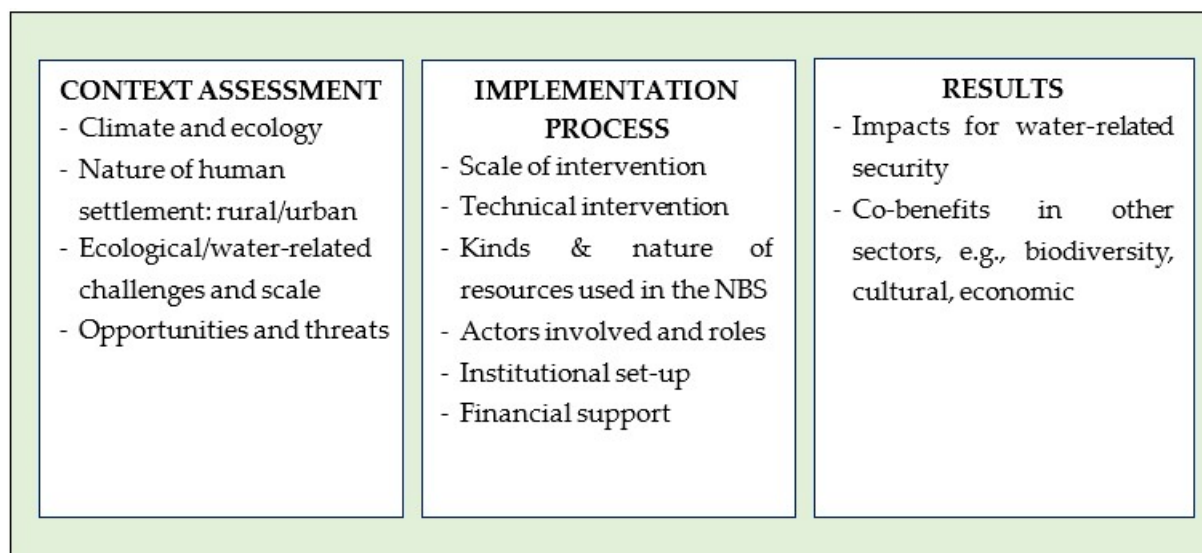 CONTEXT ASSESSMENT
- Climate and ecology
- Nature of human
settlement: rural/urban
- Ecological/water-related
challenges and scale
- Opportunities and threats
IMPLEMENTATION
PROCESS
- Scale of intervention
- Technical intervention
- Kinds & nature of
resources used in the NBS
- Actors involved and roles
- Institutional set-up
- Financial support
RESULTS
- Impacts for water-related
security
- Co-benefits in other
sectors, e.g., biodiversity,
cultural, economic